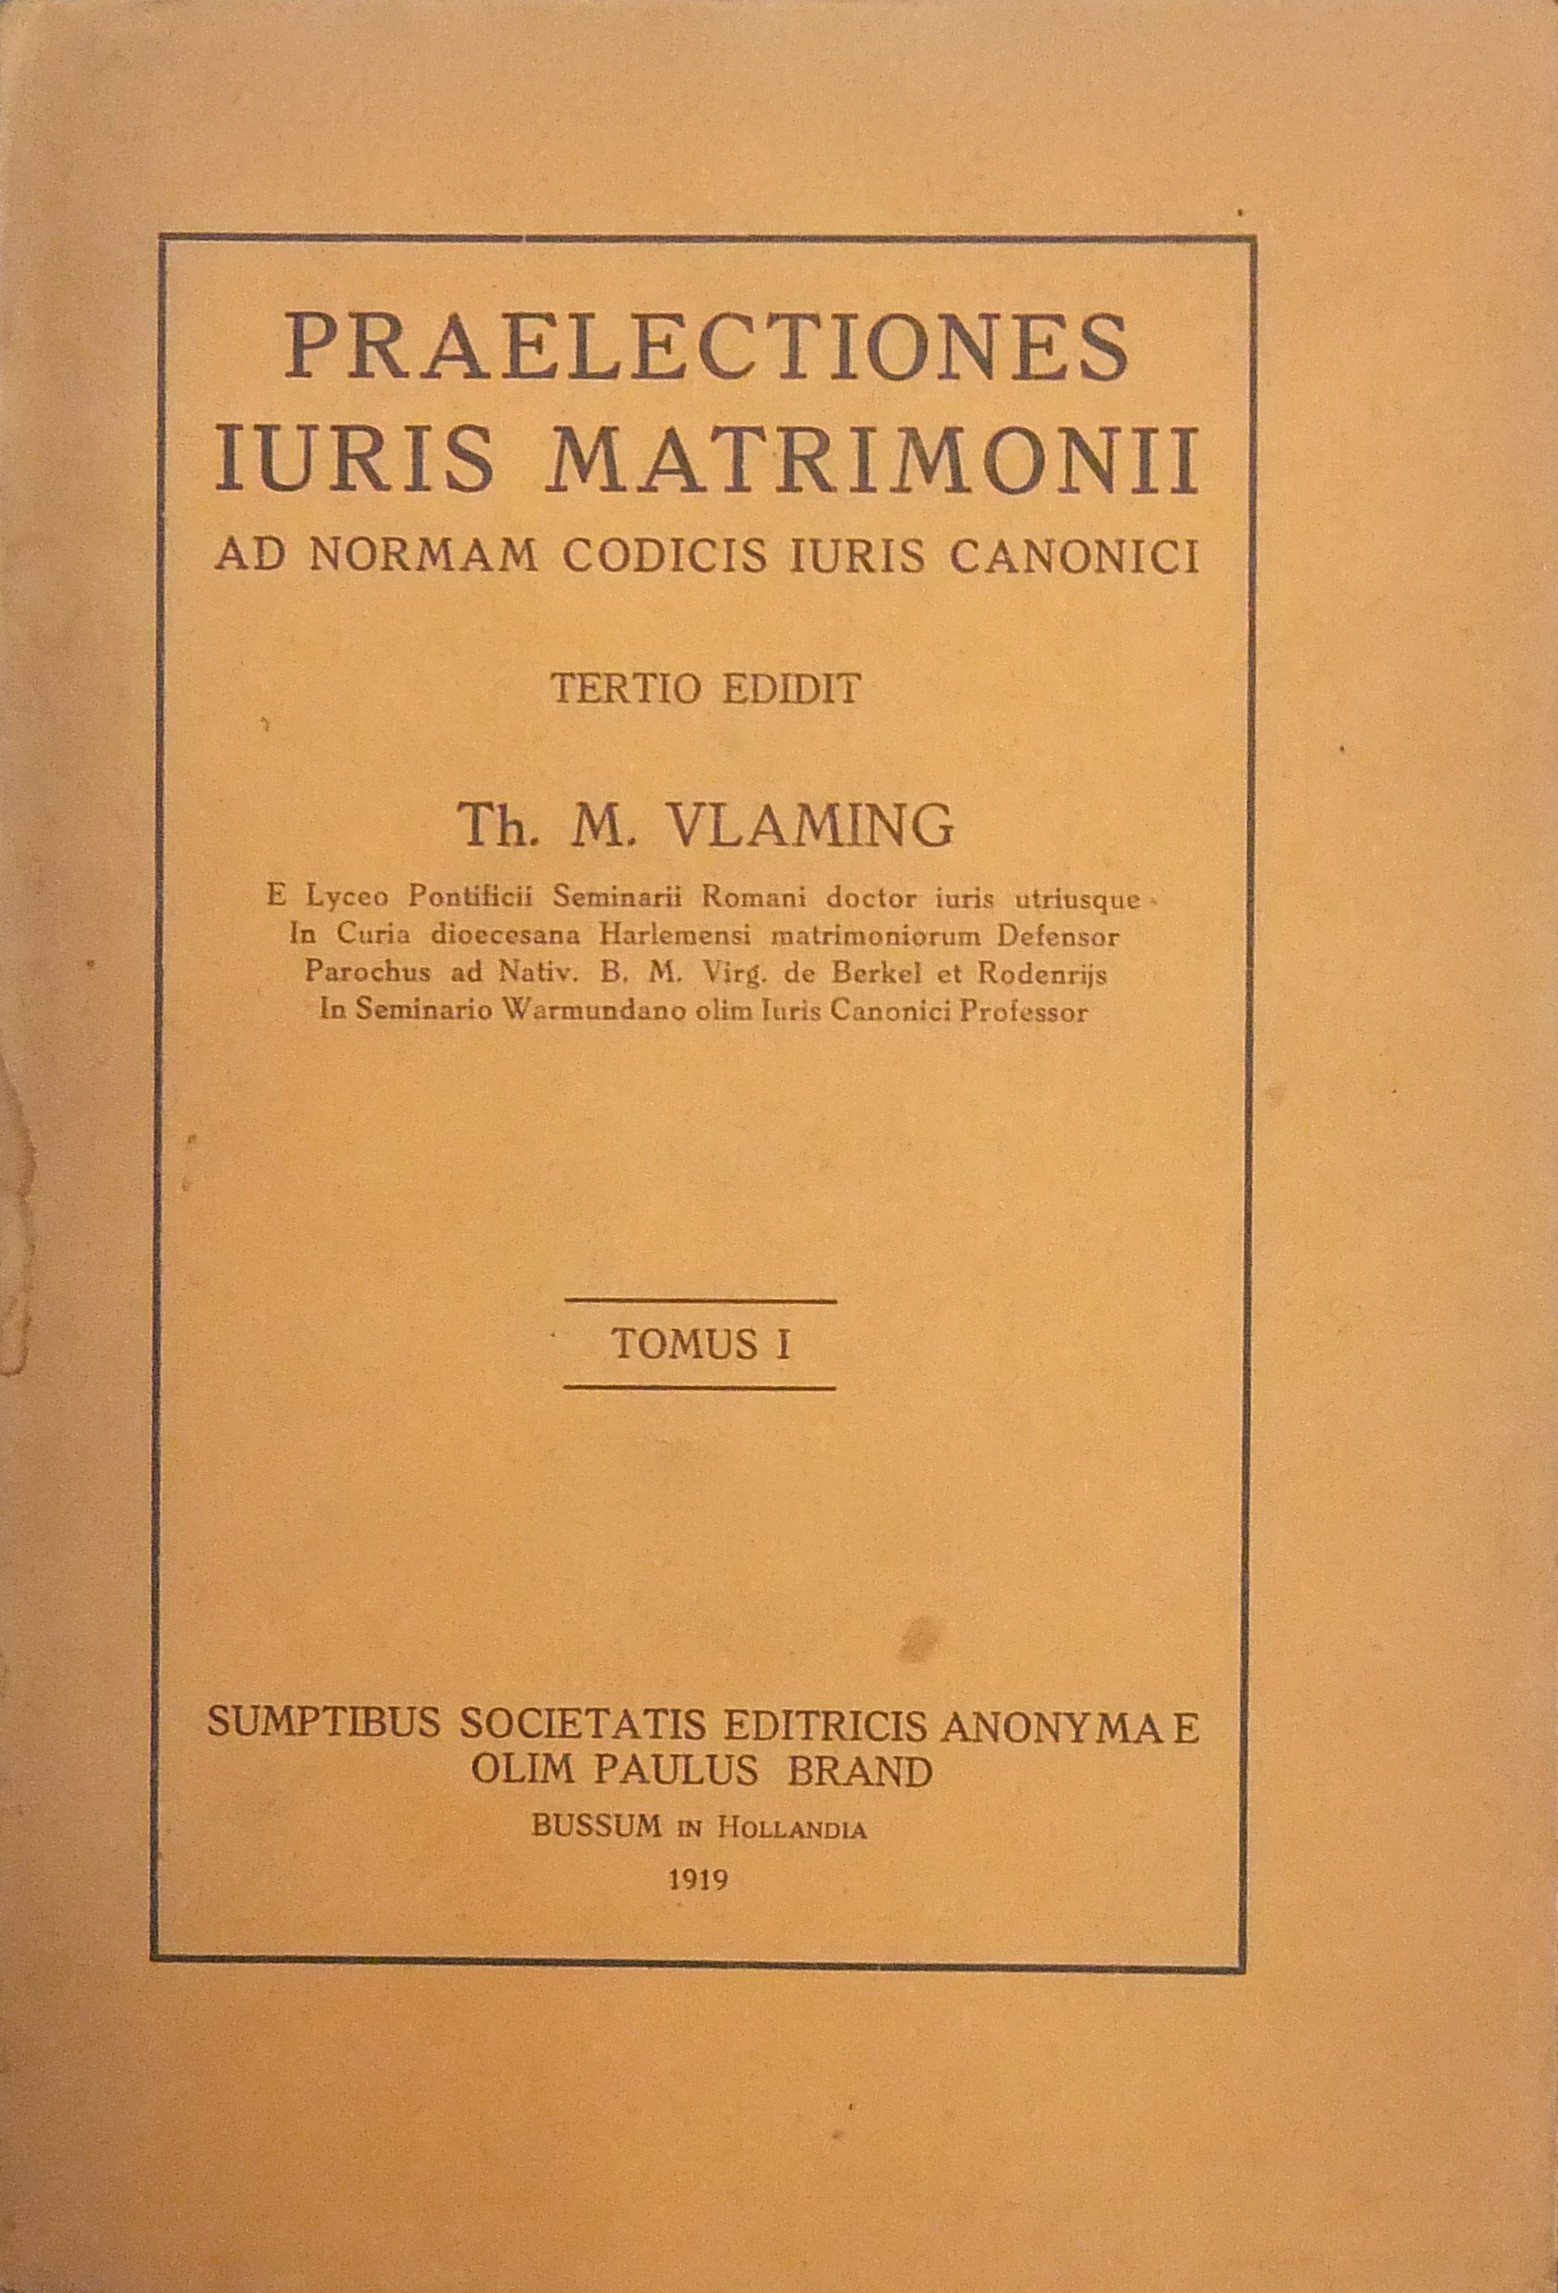 PRAELECTIONES
IURIS MATRIMONII
AD NORMAM CODICIS IURIS CANONICI
TERTIO EDIDIT
Th. M. VLAMING
E Lyceo Pontificii Seminarii Romani doctor iuris utriusque
In Curia dioecesana Harlemensi matrimoniorum Defensor
Parochus ad Nativ. B. M. Virg. de Berkel et Rodenrijs
In Seminario Warmundano olim Iuris Canonici Professor
TOMUS I
SUMPTIBUS SOCIETATIS EDITRICIS ANONYMAE
OLIM PAULUS BRAND
BUSSUM IN HOLLANDIA
1919